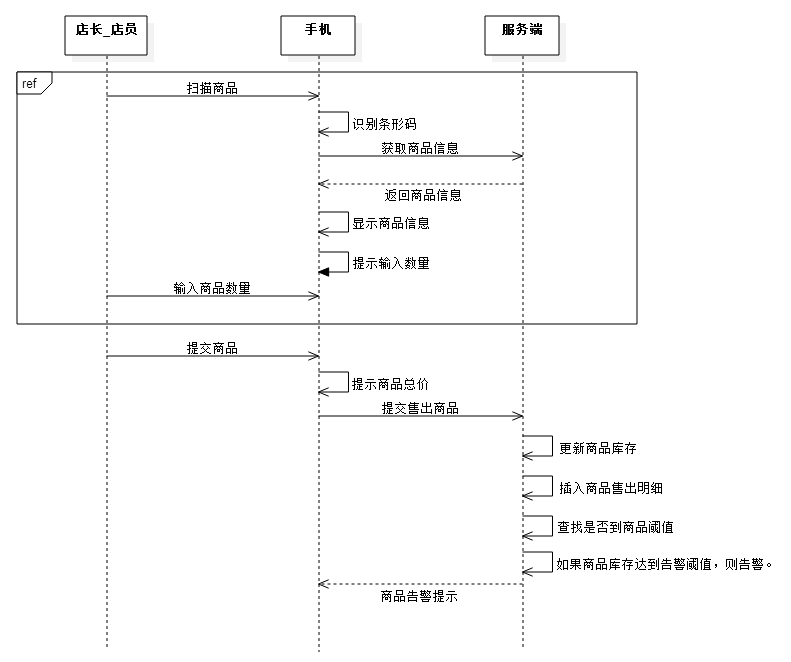 店长_店员
手机
服务端
ref
扫描商品
识别条形码
获取商品信息
返回商品信息
显示商品信息
提示输入数量
输入商品数量
提交商品
提示商品总价
提交售出商品
更新商品库存
插入商品售出明细
查找是否到商品阈值
如果商品库存达到告警阈值，则告警。
商品告警提示